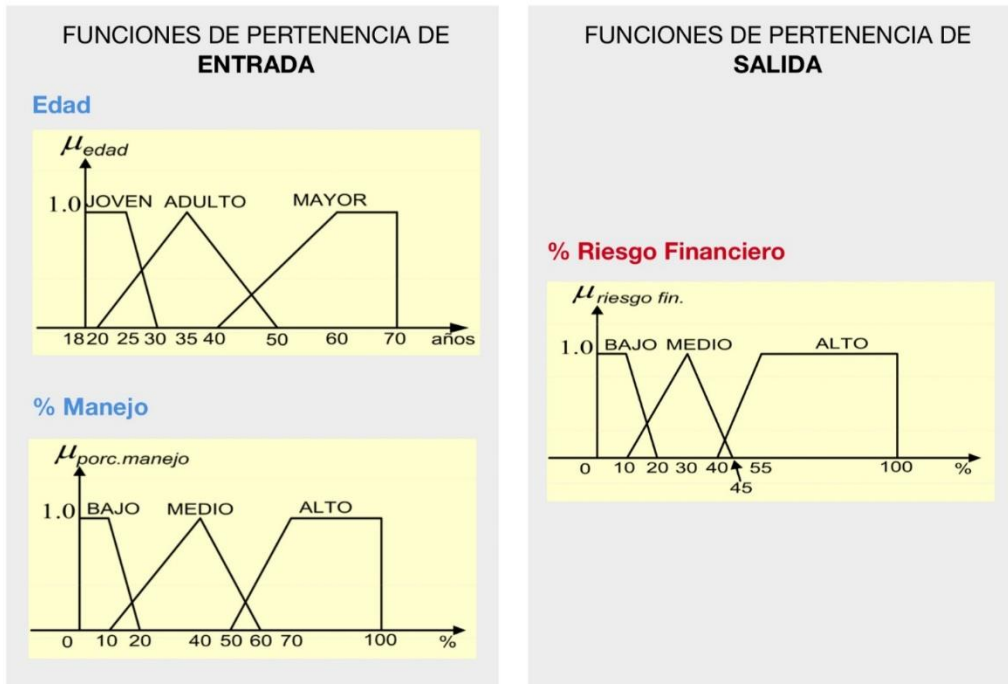 FUNCIONES DE PERTENENCIA DE
ENTRADA
Edad
μedad
1.0 JOVEN ADULTO MAYOR
18 20 25 30 35 40 50 60 70 años
% Manejo
μporc.manejo
1.0 BAJO MEDIO ALTO
0 10 20 40 50 60 70 100 %
FUNCIONES DE PERTENENCIA DE
SALIDA
% Riesgo Financiero
μriesgo fin.
1.0 BAJO MEDIO ALTO
0 10 20 30 40 55 100 %
45